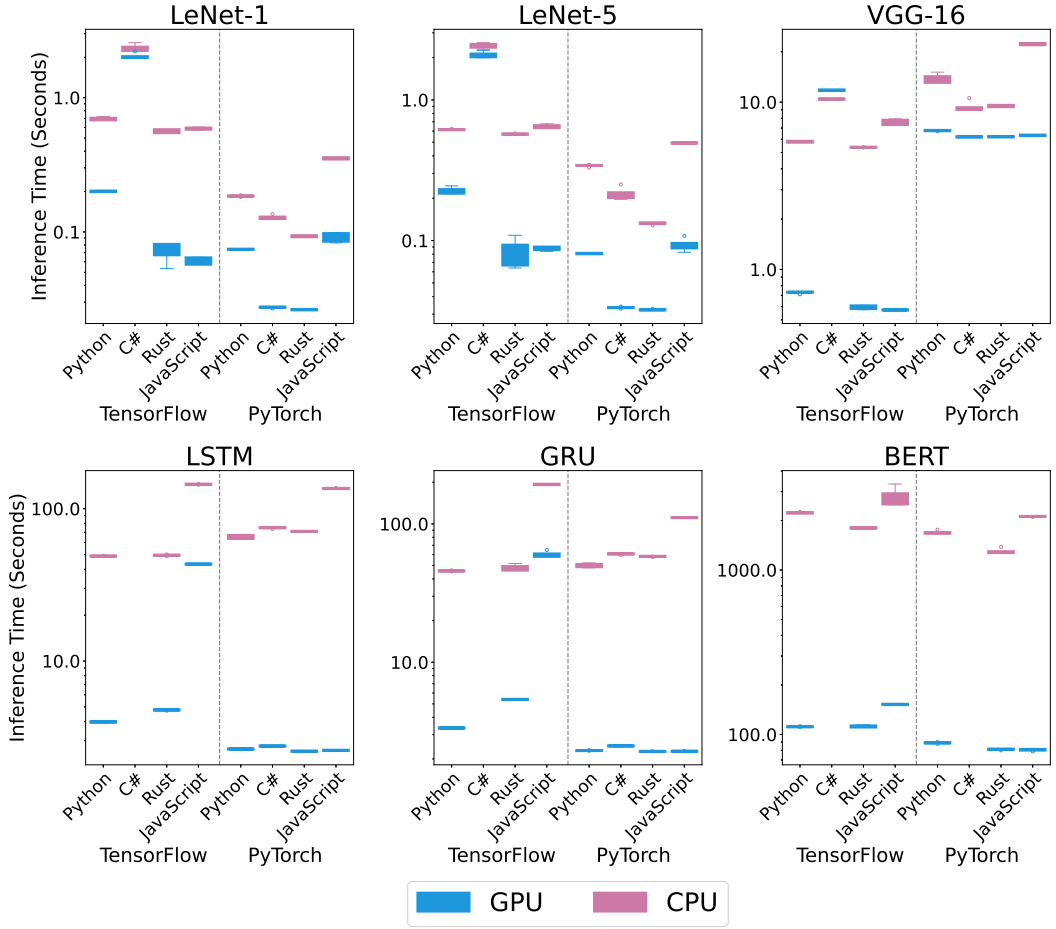 LeNet-1
LeNet-5
VGG-16
Inference Time (Seconds)
1.0
0.1
1.0
0.1
10.0
1.0
Python
C#
Rust
JavaScript
Python
C#
Rust
JavaScript
Python
C#
Rust
JavaScript
Python
C#
Rust
JavaScript
Python
C#
Rust
JavaScript
Python
C#
Rust
JavaScript
TensorFlow
PyTorch
TensorFlow
PyTorch
TensorFlow
PyTorch
LSTM
GRU
BERT
Inference Time (Seconds)
100.0
10.0
100.0
10.0
1000.0
100.0
Python
C#
Rust
JavaScript
Python
C#
Rust
JavaScript
Python
C#
Rust
JavaScript
Python
C#
Rust
JavaScript
Python
C#
Rust
JavaScript
Python
C#
Rust
JavaScript
TensorFlow
PyTorch
TensorFlow
PyTorch
TensorFlow
PyTorch
GPU
CPU